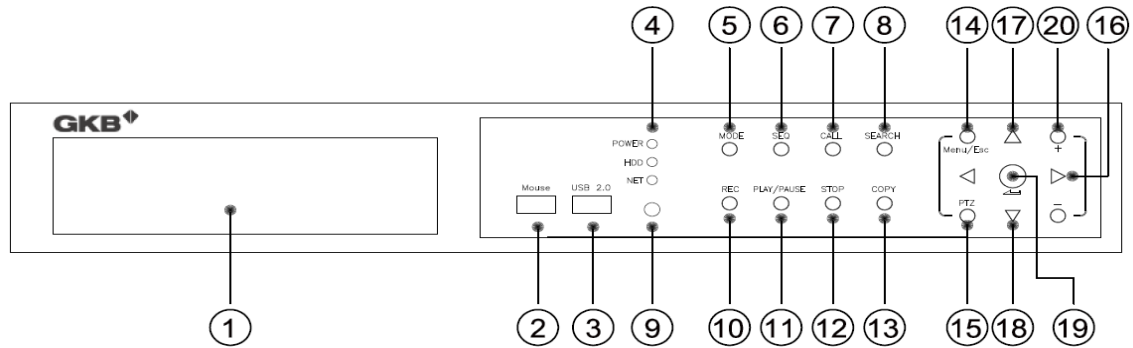 4 5 6 7 8 14 17 20 16
GKB
MODE SEQ CALL SEARCH
POWER
Menu/Esc +
HDD
NET
Mouse USB 2.0 REC PLAY/PAUSE STOP COPY PTZ −
1 2 3 9 10 11 12 13 15 18 19